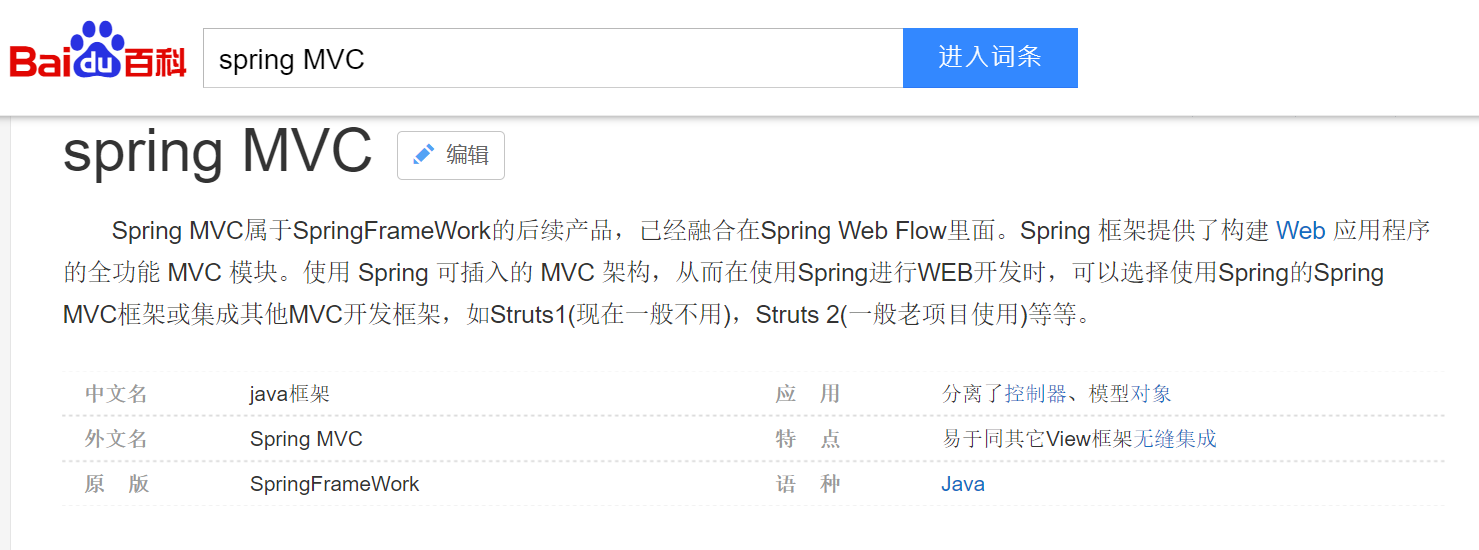 Baidu百科
spring MVC
进入词条
spring MVC
编辑
Spring MVC属于SpringFrameWork的后续产品，已经融合在Spring Web Flow里面。Spring 框架提供了构建 Web 应用程序
的全功能 MVC 模块。使用 Spring 可插入的 MVC 架构，从而在使用Spring进行WEB开发时，可以选择使用Spring的Spring
MVC框架或集成其他MVC开发框架，如Struts1(现在一般不用)，Struts 2(一般老项目使用)等等。
中文名 java框架 应 用 分离了控制器、模型对象
外文名 Spring MVC 特 点 易于同其它View框架无缝集成
原 版 SpringFrameWork 语 种 Java